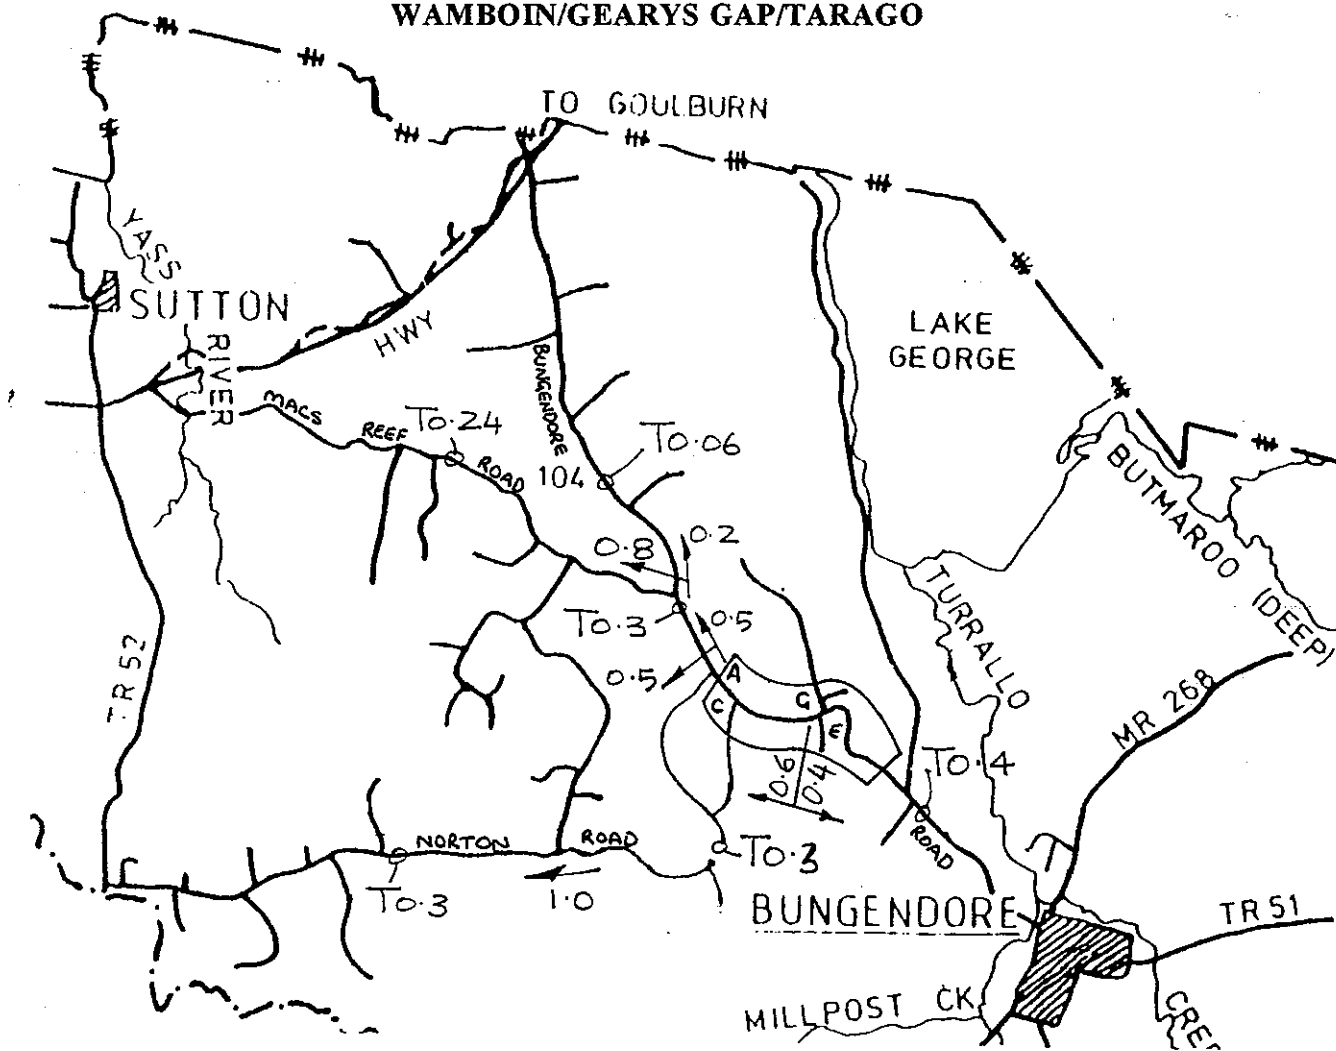 WAMBOIN/GEARYS GAP/TARAGO
TO GOULBURN
YASS
SUTTON
RIVER
HWY
LAKE
GEORGE
BUNGENDORE
MACS
REEF
ROAD
To.24
To.06
104
BUTMAROO (DEEP)
0.8
0.2
TURRALLO
To.3
0.5
0.5
A
C
G
E
TR 52
MR 268
0.6
0.4
To.4
ROAD
NORTON
ROAD
To.3
To.3
1.0
BUNGENDORE
TR 51
MILLPOST CK